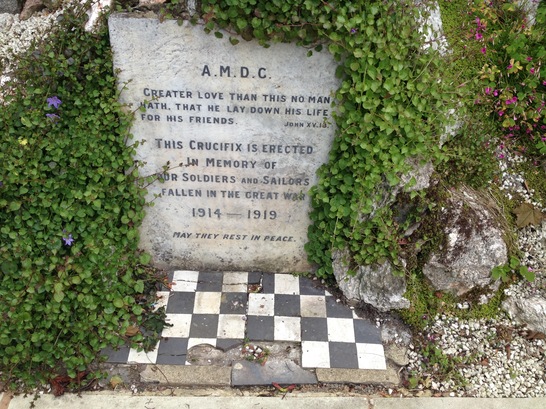 A.M.D.G.
GREATER LOVE THAN THIS NO MAN
HATH, THAT HE LAY DOWN HIS LIFE
FOR HIS FRIENDS. JOHN XV.13.
THIS CRUCIFIX IS ERECTED
IN MEMORY OF
OUR SOLDIERS AND SAILORS
FALLEN IN THE GREAT WAR
1914 — 1919
MAY THEY REST IN PEACE.